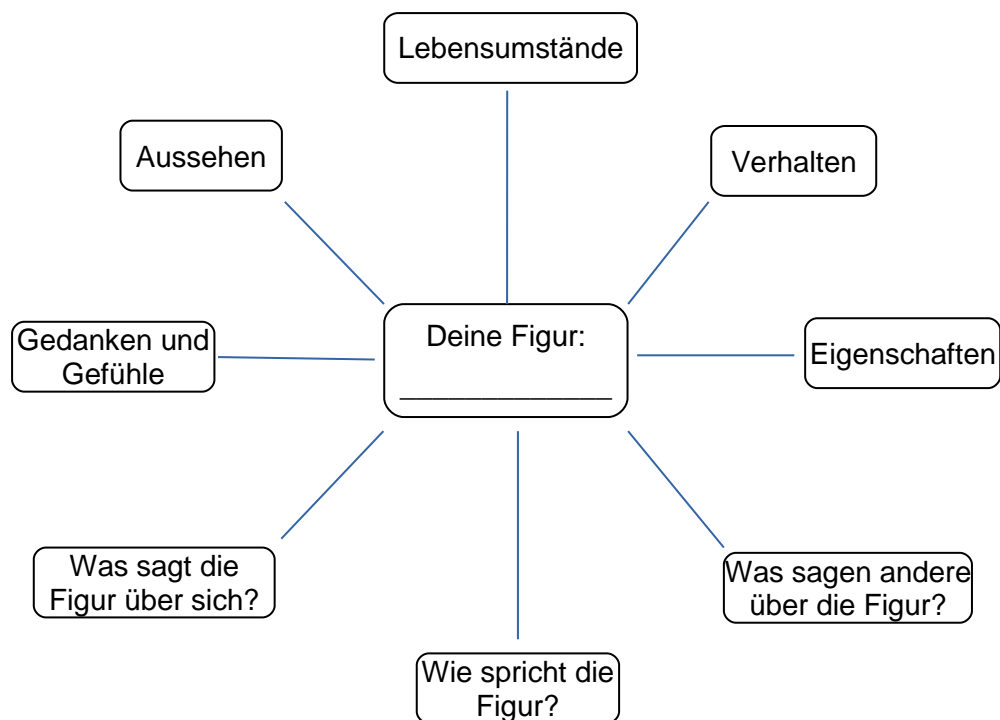 Lebensumstände
Aussehen
Verhalten
Gedanken und
Gefühle
Deine Figur:
_____________
Eigenschaften
Was sagt die
Figur über sich?
Was sagen andere
über die Figur?
Wie spricht die
Figur?